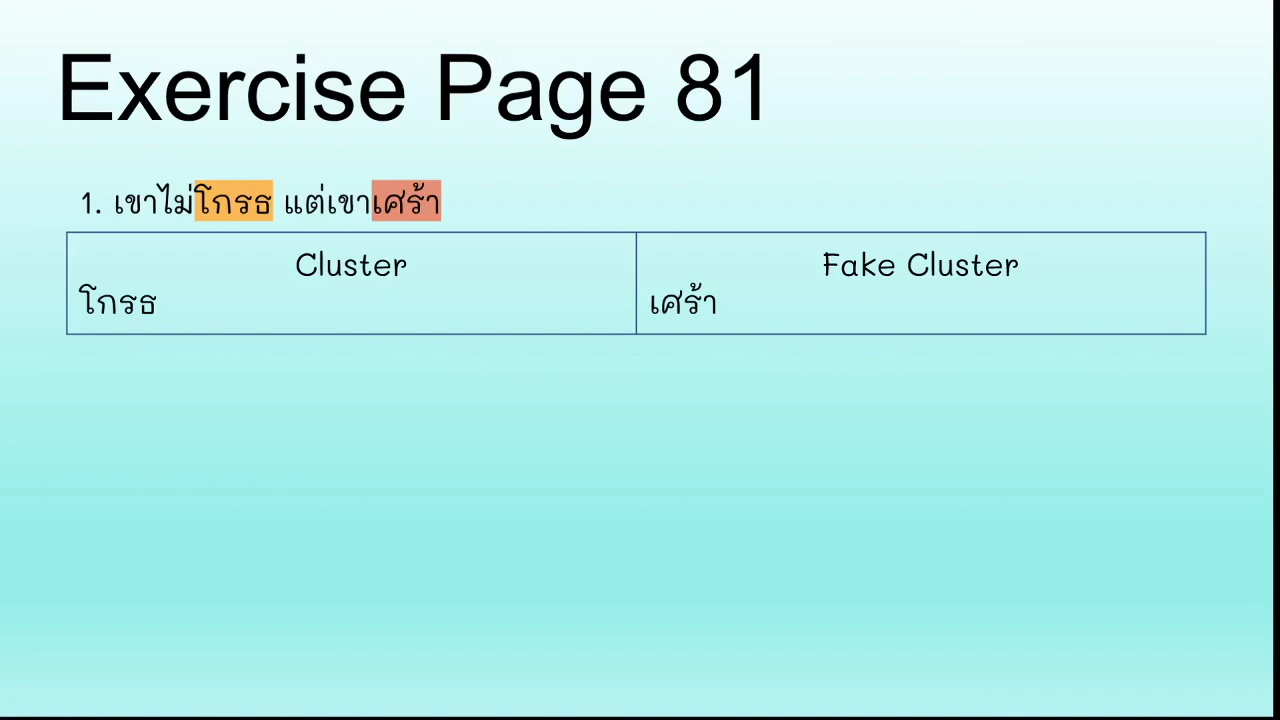 Exercise Page 81
1. เขาไม่โกรธ แต่เขาเศร้า
Cluster
โกรธ
Fake Cluster
เศร้า